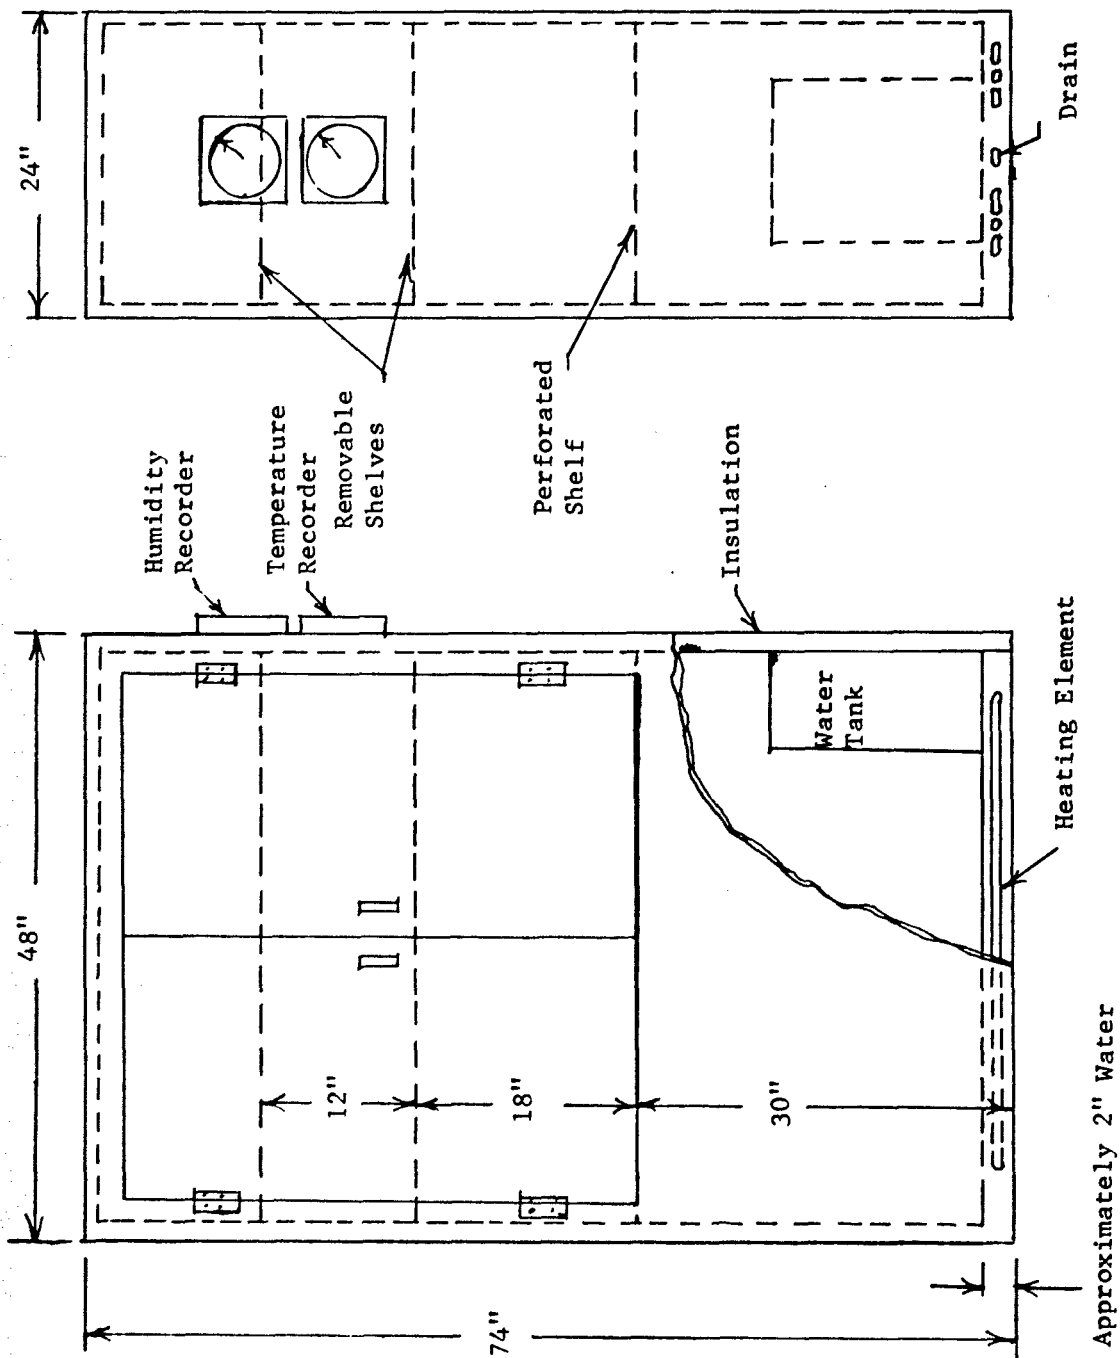 24"
Drain
Humidity
Recorder
Temperature
Recorder
Removable
Shelves
Perforated
Shelf
Insulation
48"
Water
Tank
Heating Element
12"
18"
30"
74"
Approximately 2" Water